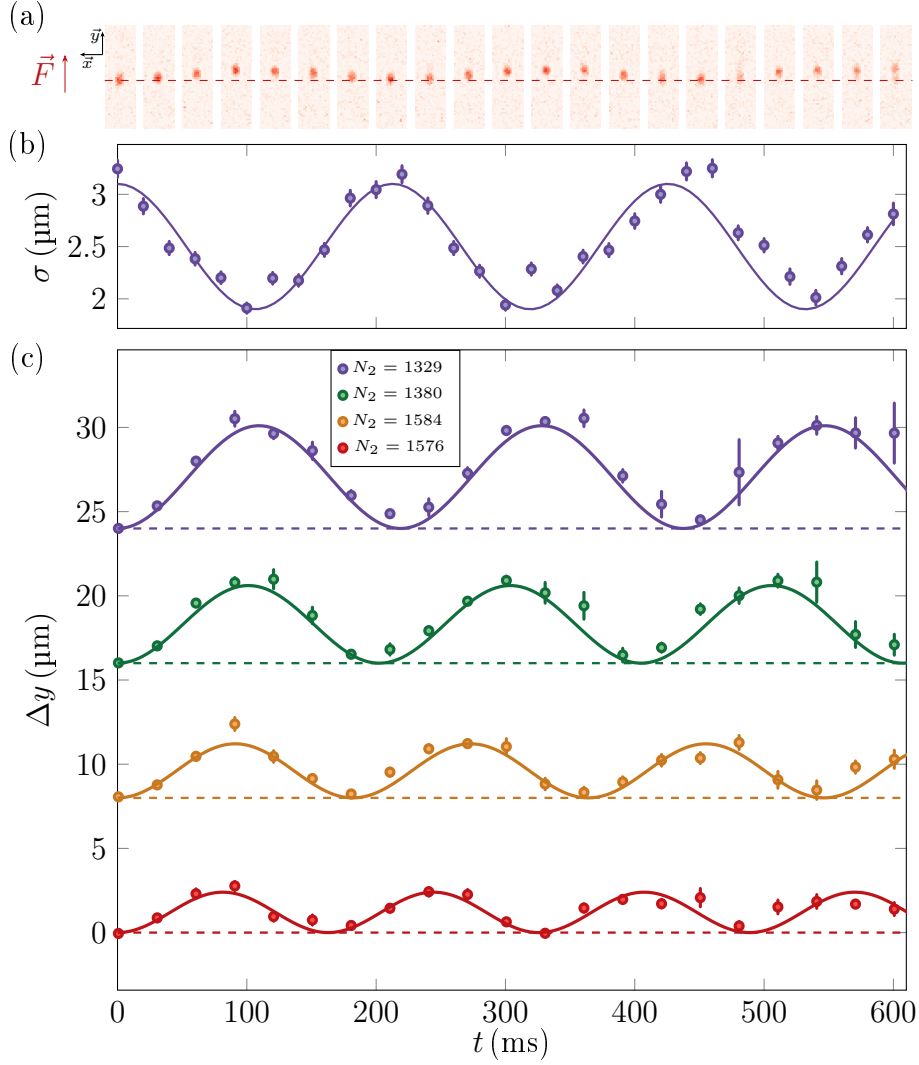 (a)
y⃗
x⃗
F⃗
(b)
3
2.5
2
σ (µm)
(c)
N₂ = 1329
N₂ = 1380
N₂ = 1584
N₂ = 1576
30
25
20
15
10
5
0
Δy (µm)
0 100 200 300 400 500 600
t (ms)